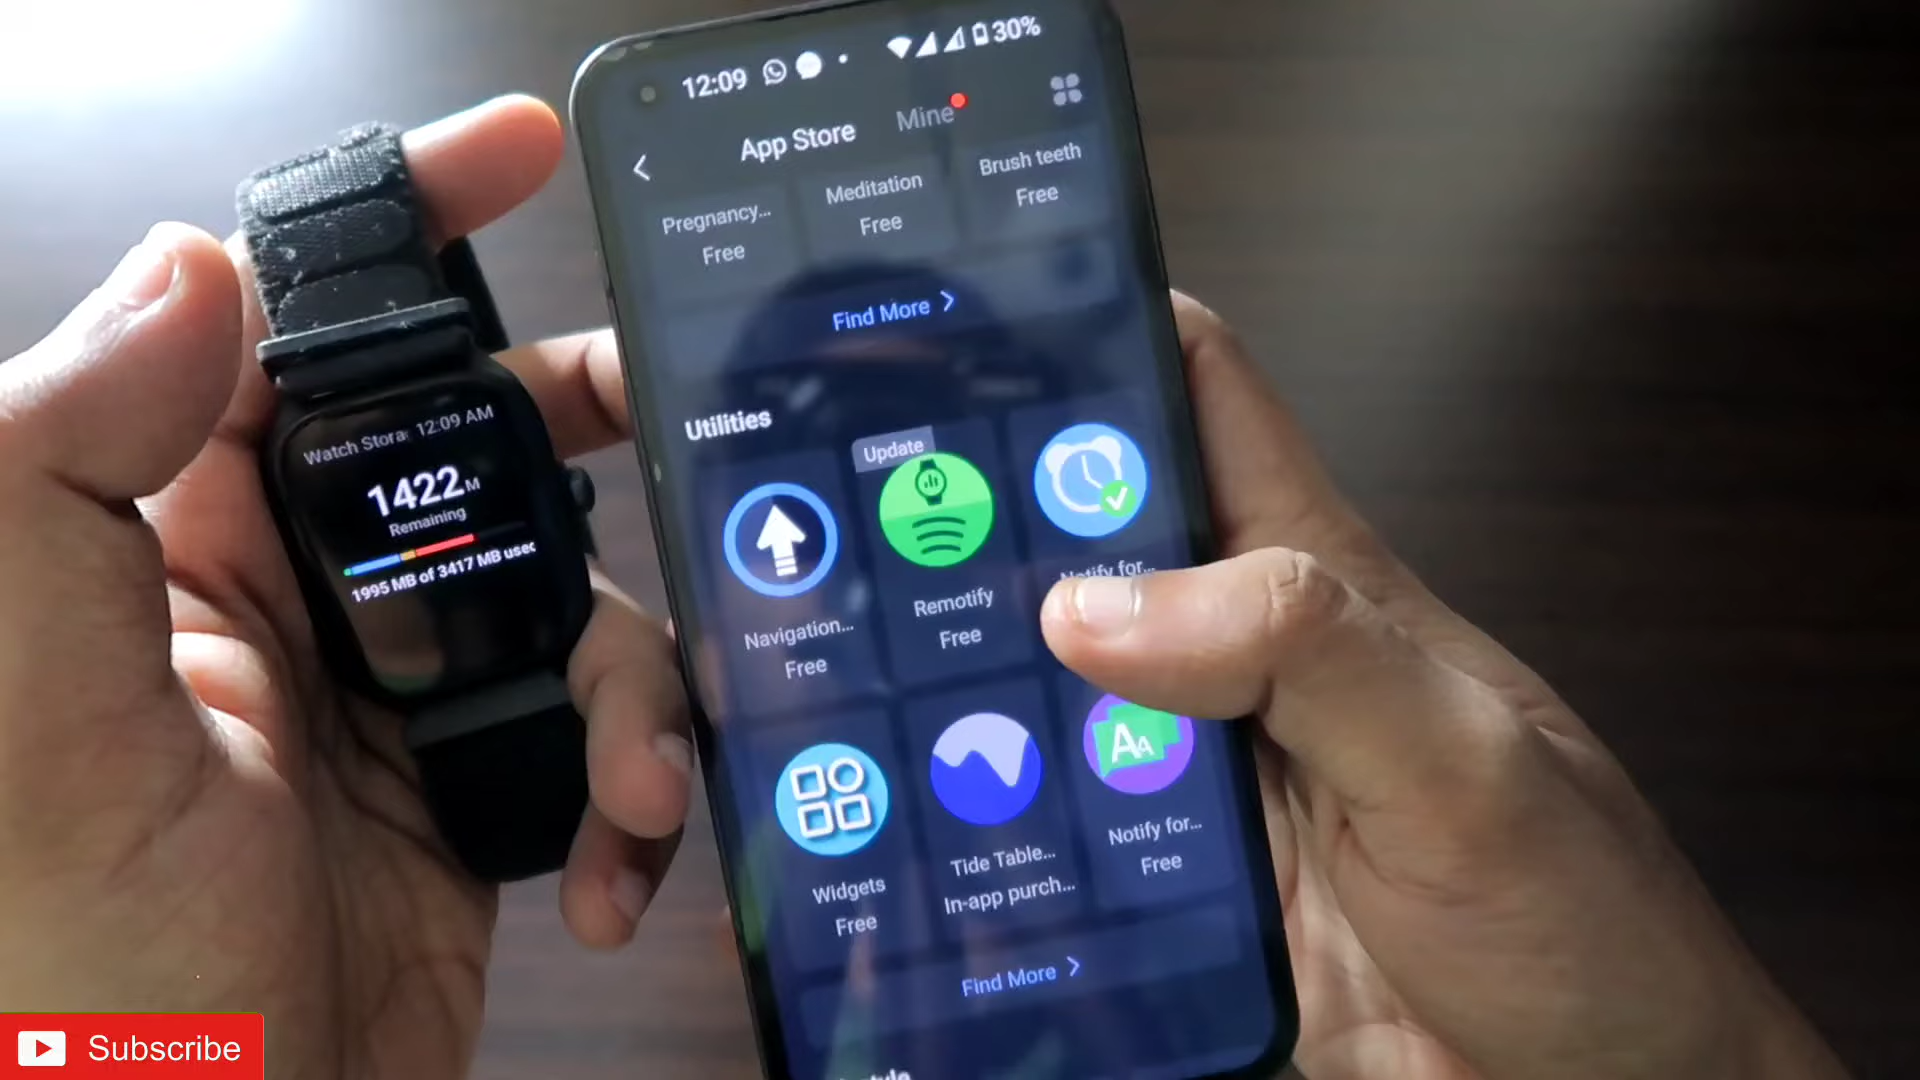 12:09
30%
App Store
Mine
Pregnancy...
Free
Meditation
Free
Brush teeth
Free
Find More
Utilities
Update
Navigation...
Free
Remotify
Free
Notify for...
Widgets
Free
Tide Table...
In-app purch...
Notify for...
Free
Find More
12:09 AM
1422M
Remaining
1995 MB of 3417 MB used
Subscribe